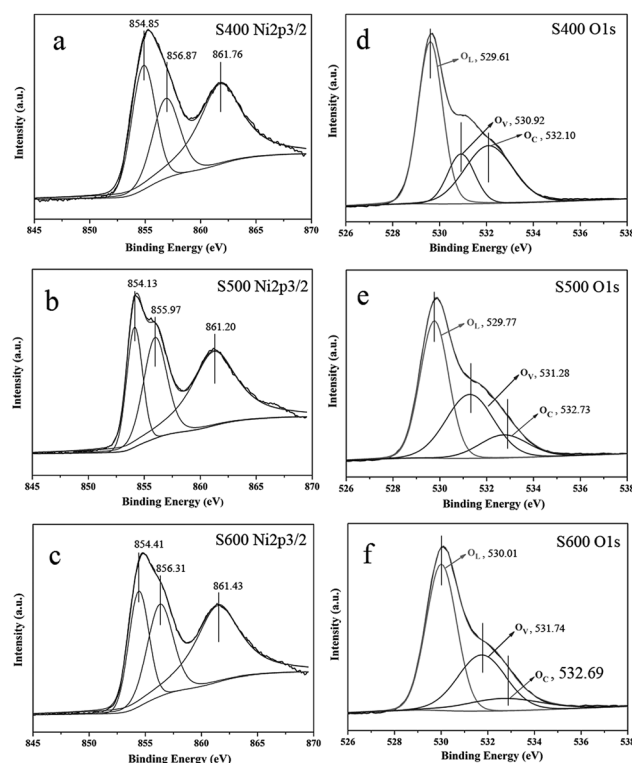 a
S400 Ni2p3/2
854.85
856.87
861.76
Intensity (a.u.)
845 850 855 860 865 870
Binding Energy (eV)
d
S400 O1s
OL, 529.61
OV, 530.92
OC, 532.10
Intensity (a.u.)
526 528 530 532 534 536 538
Binding Energy (eV)
b
S500 Ni2p3/2
854.13
855.97
861.20
Intensity (a.u.)
845 850 855 860 865 870
Binding Energy (eV)
e
S500 O1s
OL, 529.77
OV, 531.28
OC, 532.73
Intensity (a.u.)
526 528 530 532 534 536 538
Binding Energy (eV)
c
S600 Ni2p3/2
854.41
856.31
861.43
Intensity (a.u.)
845 850 855 860 865 870
Binding Energy (eV)
f
S600 O1s
OL, 530.01
OV, 531.74
OC, 532.69
Intensity (a.u.)
526 528 530 532 534 536 538
Binding Energy (eV)